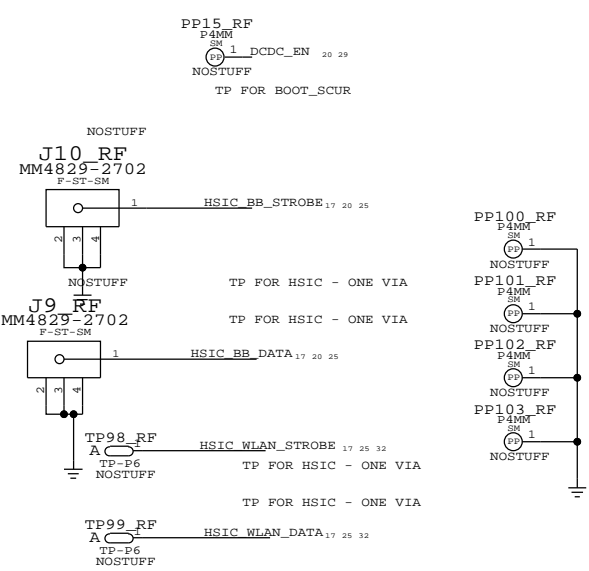 PP15_RF
P4MM
SM
PP 1 DCDC_EN 20 29
NOSTUFF
TP FOR BOOT_SCUR
NOSTUFF
J10_RF
MM4829-2702
F-ST-SM
1 HSIC_BB_STROBE 17 20 25
2 3 4
NOSTUFF
TP FOR HSIC - ONE VIA
J9_RF
MM4829-2702
F-ST-SM
TP FOR HSIC - ONE VIA
1 HSIC_BB_DATA 17 20 25
2 3 4
TP98_RF
A 1 HSIC_WLAN_STROBE 17 25 32
TP-P6
NOSTUFF
TP FOR HSIC - ONE VIA
TP FOR HSIC - ONE VIA
TP99_RF
A 1 HSIC_WLAN_DATA 17 25 32
TP-P6
NOSTUFF
PP100_RF
P4MM
SM
PP 1
NOSTUFF
PP101_RF
P4MM
SM
PP 1
NOSTUFF
PP102_RF
P4MM
SM
PP 1
NOSTUFF
PP103_RF
P4MM
SM
PP 1
NOSTUFF